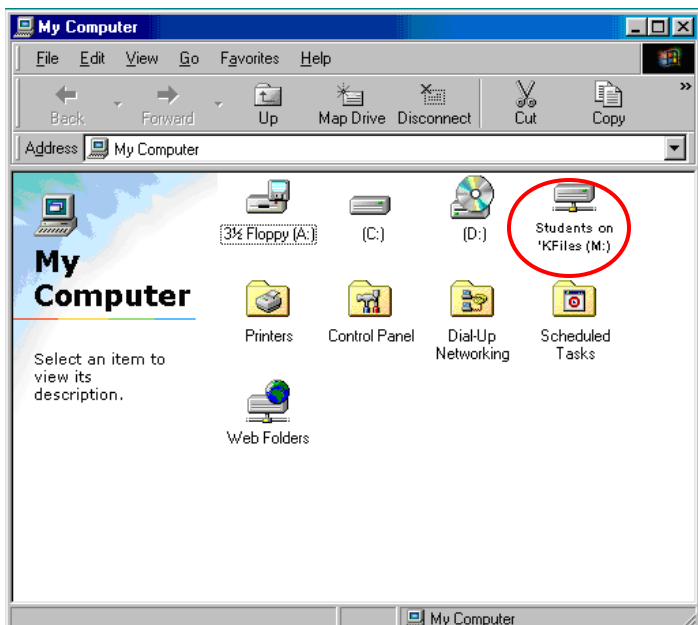 My Computer
File Edit View Go Favorites Help
Back Forward Up Map Drive Disconnect Cut Copy »
Address My Computer
3½ Floppy (A:) (C:) (D:) Students on
'KFiles (M:)
My
Computer
Printers Control Panel Dial-Up
Networking Scheduled
Tasks
Select an item to
view its
description.
Web Folders
My Computer